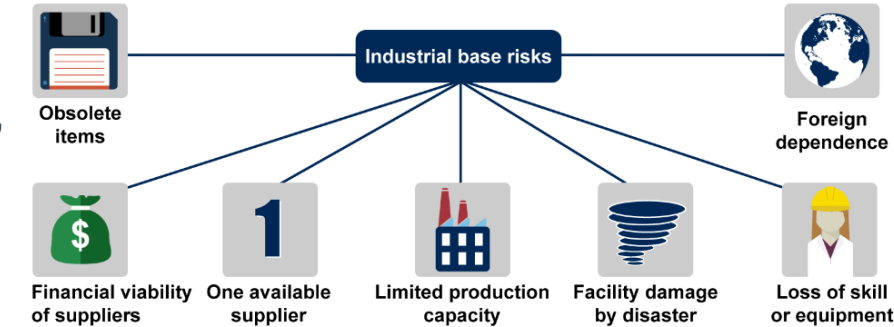 Industrial base risks
Obsolete
items
Foreign
dependence
$
1
Financial viability
of suppliers
One available
supplier
Limited production
capacity
Facility damage
by disaster
Loss of skill
or equipment